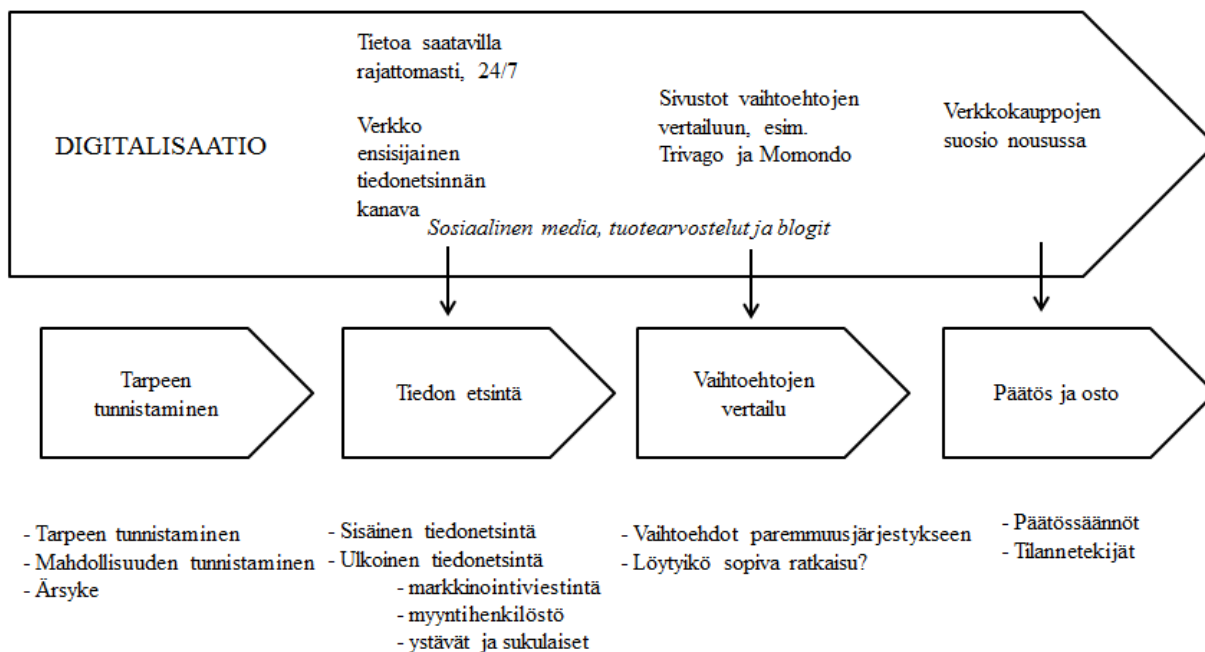 DIGITALISAATIO
Tietoa saatavilla
rajattomasti, 24/7
Verkko
ensisijainen
tiedonetsinnän
kanava
Sivustot vaihtoehtojen
vertailuun, esim.
Trivago ja Momondo
Verkkokauppojen
suosio nousussa
Sosiaalinen media, tuotearvostelut ja blogit
Tarpeen
tunnistaminen
Tiedon etsintä
Vaihtoehtojen
vertailu
Päätös ja osto
- Tarpeen tunnistaminen
- Mahdollisuuden tunnistaminen
- Ärsyke
- Sisäinen tiedonetsintä
- Ulkoinen tiedonetsintä
- markkinointiviestintä
- myyntihenkilöstö
- ystävät ja sukulaiset
- Vaihtoehdot paremmuusjärjestykseen
- Löytyikö sopiva ratkaisu?
- Päätössäännöt
- Tilannetekijät